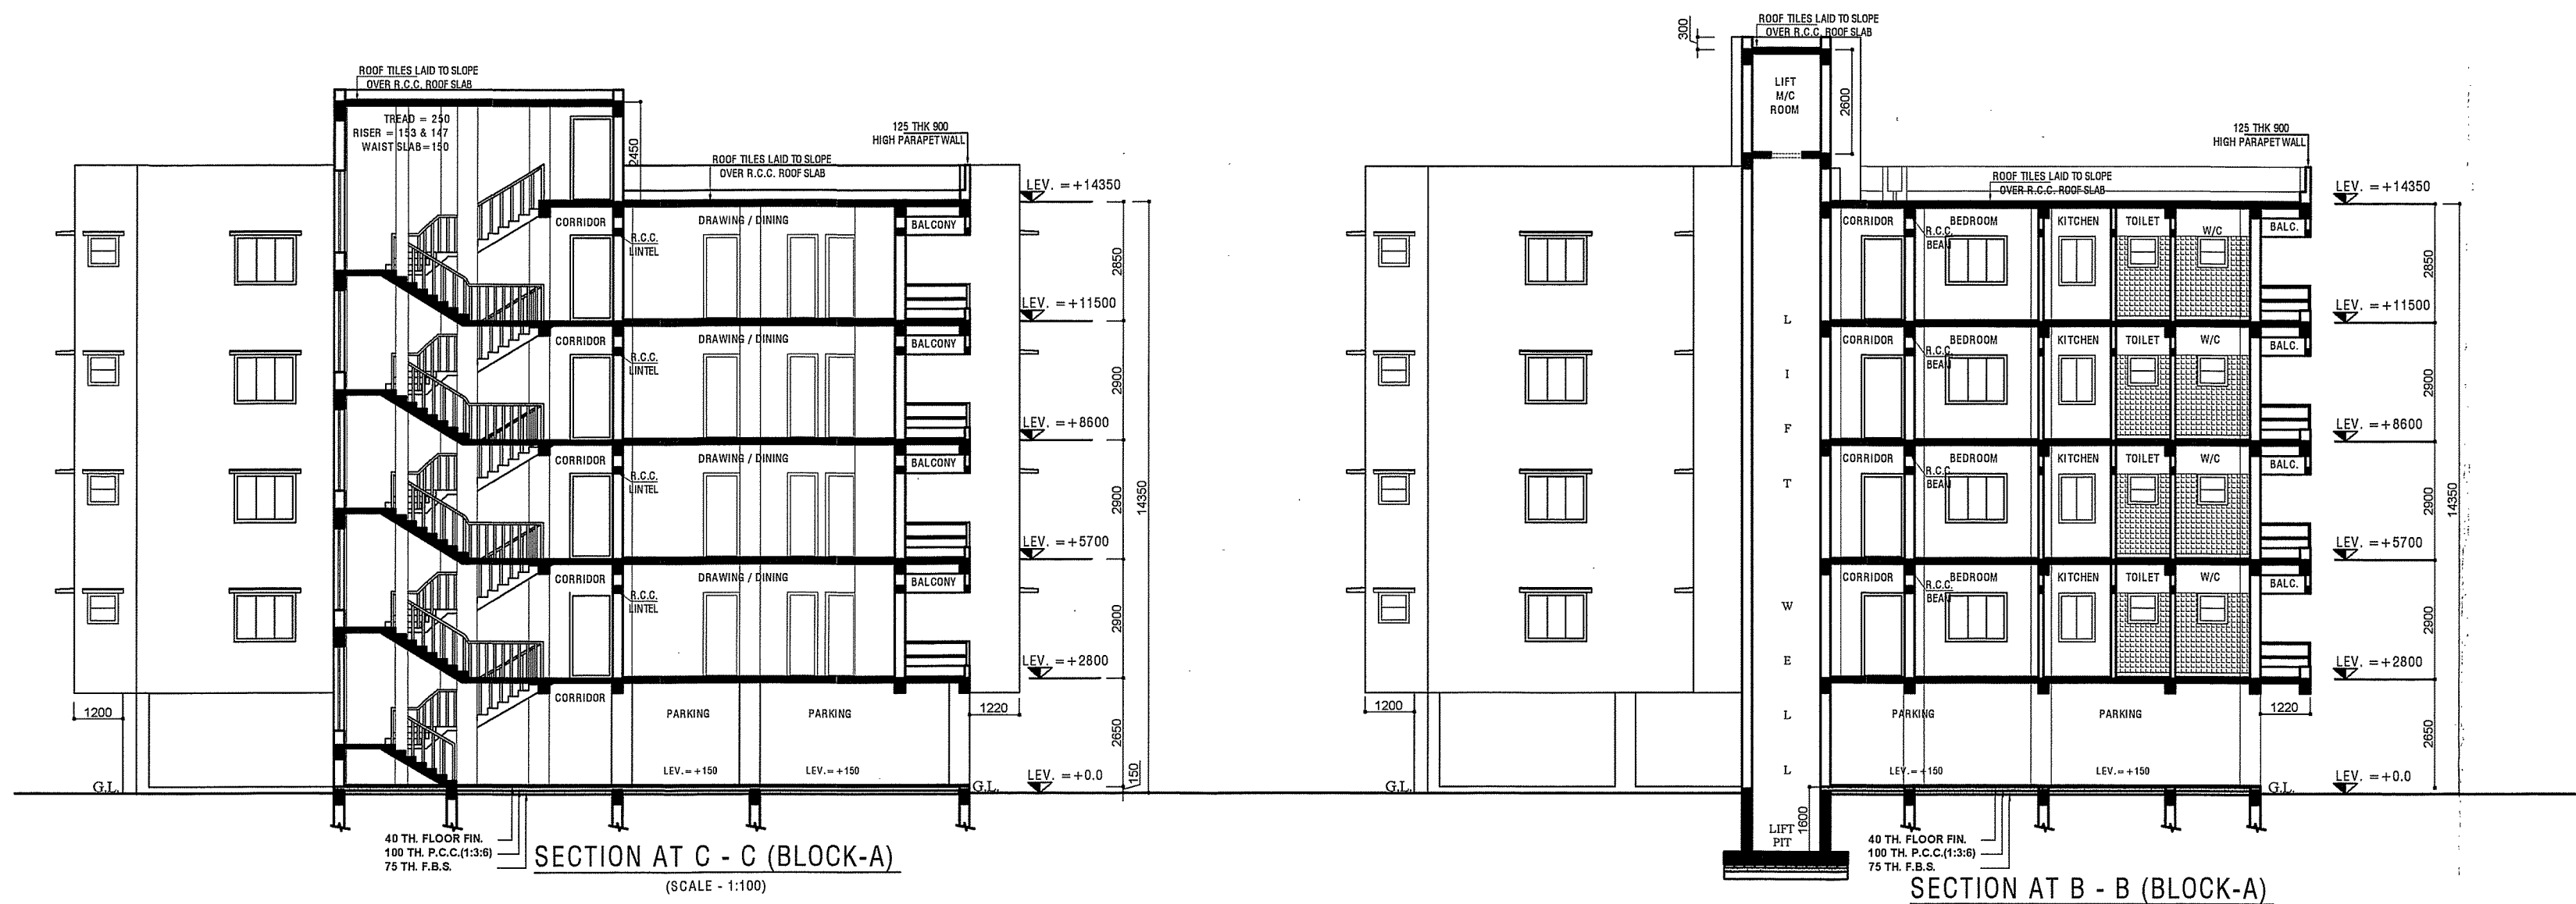 ROOF TILES LAID TO SLOPE
OVER R.C.C. ROOF SLAB
TREAD = 250
RISER = 153 & 147
WAIST SLAB=150
2450
125 THK 900
HIGH PARAPET WALL
ROOF TILES LAID TO SLOPE
OVER R.C.C. ROOF SLAB
LEV. =+14350
CORRIDOR
DRAWING / DINING
BALCONY
R.C.C.
LINTEL
2850
LEV. =+11500
CORRIDOR
DRAWING / DINING
BALCONY
R.C.C.
LINTEL
2900
LEV. =+8600
CORRIDOR
DRAWING / DINING
BALCONY
R.C.C.
LINTEL
2900
14350
LEV. =+5700
CORRIDOR
DRAWING / DINING
BALCONY
R.C.C.
LINTEL
2900
LEV. =+2800
CORRIDOR
1200
PARKING
PARKING
1220
2650
LEV.= +150
LEV.= +150
LEV. =+0.0
150
G.L.
G.L.
40 TH. FLOOR FIN.
100 TH. P.C.C.(1:3:6)
75 TH. F.B.S.
SECTION AT C - C (BLOCK-A)
(SCALE - 1:100)
300
ROOF TILES LAID TO SLOPE
OVER R.C.C. ROOF SLAB
LIFT
M/C
ROOM
2600
125 THK 900
HIGH PARAPET WALL
ROOF TILES LAID TO SLOPE
OVER R.C.C. ROOF SLAB
LEV. =+14350
CORRIDOR
BEDROOM
KITCHEN
TOILET
W/C
BALC.
R.C.C.
BEAM
2850
LEV. =+11500
L
I
F
T
W
E
L
L
CORRIDOR
BEDROOM
KITCHEN
TOILET
W/C
BALC.
R.C.C.
BEAM
2900
LEV. =+8600
CORRIDOR
BEDROOM
KITCHEN
TOILET
W/C
BALC.
R.C.C.
BEAM
2900
14350
LEV. =+5700
CORRIDOR
BEDROOM
KITCHEN
TOILET
W/C
BALC.
R.C.C.
BEAM
2900
LEV. =+2800
1200
PARKING
PARKING
1220
2650
LEV.= +150
LEV.= +150
LEV. =+0.0
G.L.
G.L.
LIFT
PIT
1600
40 TH. FLOOR FIN.
100 TH. P.C.C.(1:3:6)
75 TH. F.B.S.
SECTION AT B - B (BLOCK-A)